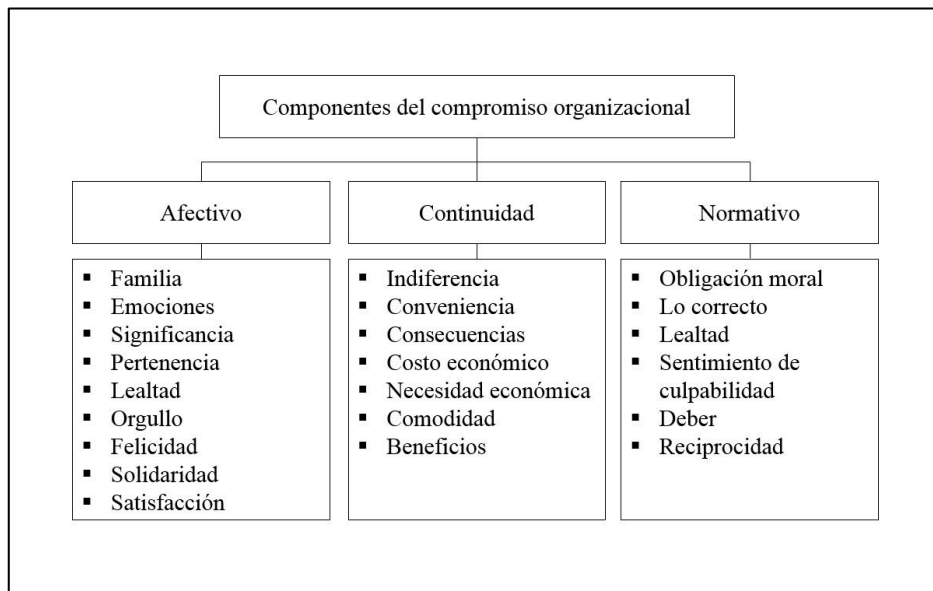 Componentes del compromiso organizacional
Afectivo
Continuidad
Normativo
▪ Familia
▪ Emociones
▪ Significancia
▪ Pertenencia
▪ Lealtad
▪ Orgullo
▪ Felicidad
▪ Solidaridad
▪ Satisfacción
▪ Indiferencia
▪ Conveniencia
▪ Consecuencias
▪ Costo económico
▪ Necesidad económica
▪ Comodidad
▪ Beneficios
▪ Obligación moral
▪ Lo correcto
▪ Lealtad
▪ Sentimiento de
culpabilidad
▪ Deber
▪ Reciprocidad